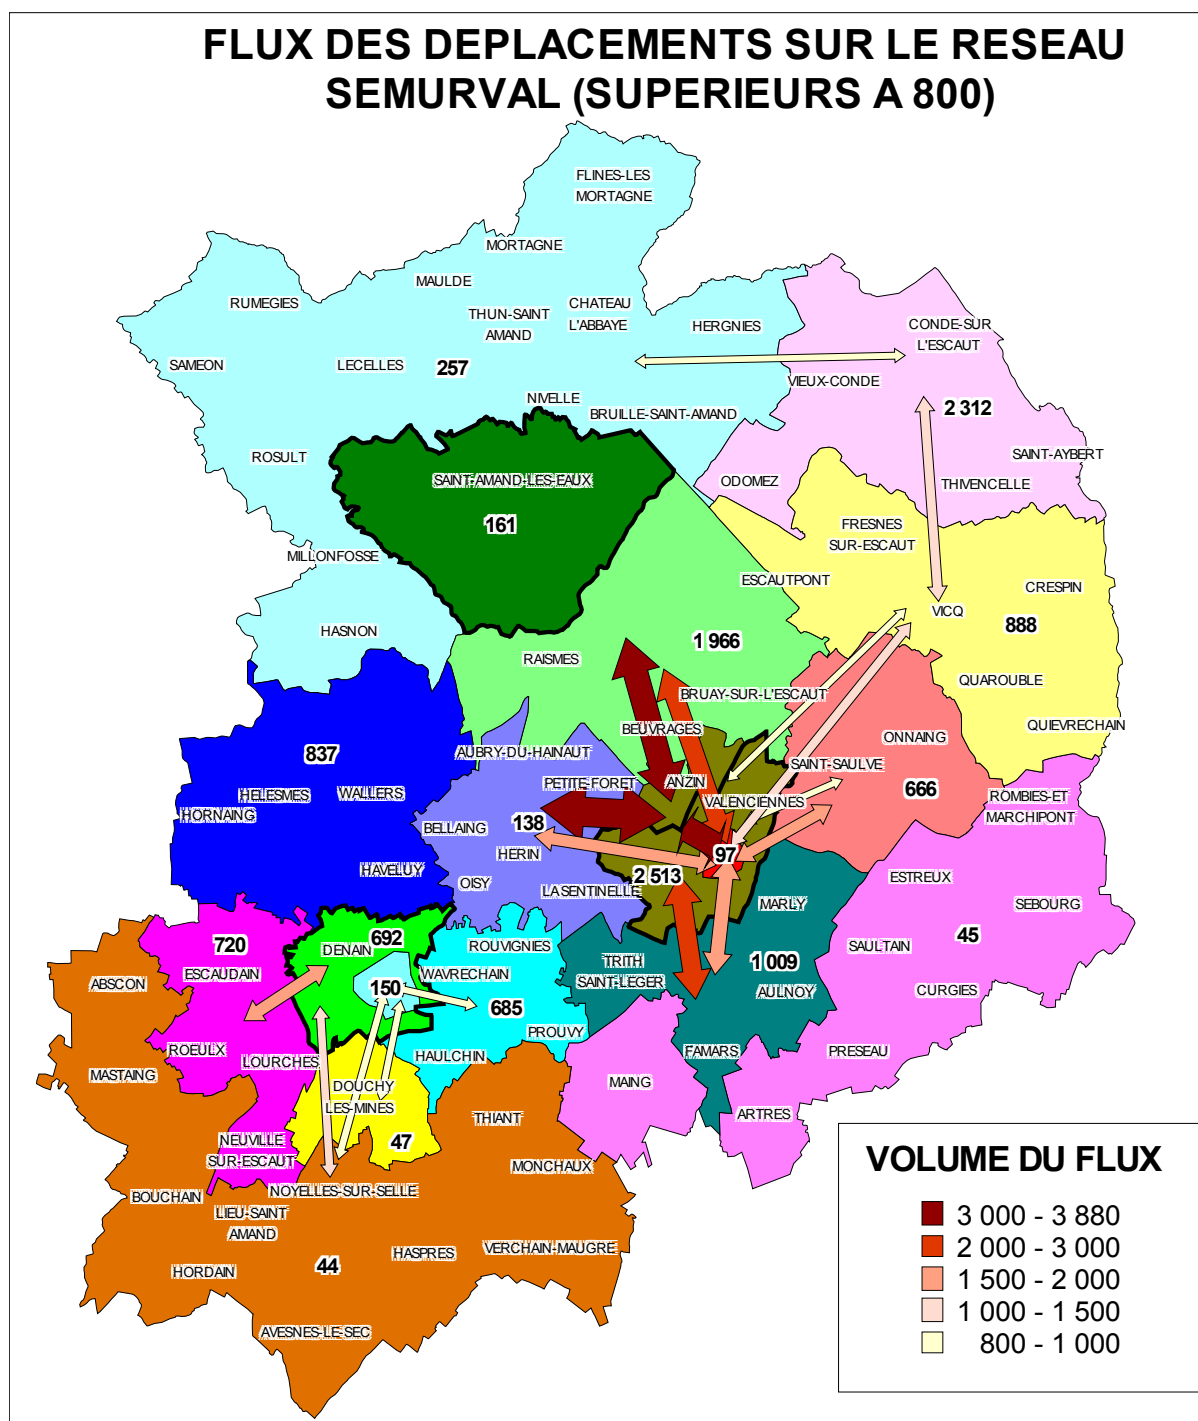 FLUX DES DEPLACEMENTS SUR LE RESEAU
SEMURVAL (SUPERIEURS A 800)
FLINES-LES
MORTAGNE
MORTAGNE
MAULDE
RUMEGIES
THUN-SAINT
AMAND
CHATEAU
L'ABBAYE
HERGNIES
CONDE-SUR
L'ESCAUT
SAMEON
LECELLES
257
VIEUX-CONDE
NIVELLE
BRUILLE-SAINT-AMAND
2 312
ROSULT
SAINT-AYBERT
SAINT-AMAND-LES-EAUX
ODOMEZ
THIVENCELLE
161
FRESNES
SUR-ESCAUT
MILLONFOSSE
ESCAUTPONT
CRESPIN
VICQ
888
HASNON
1 966
RAISMES
QUAROUBLE
BRUAY-SUR-L'ESCAUT
BEUVRAGES
QUIEVRECHAIN
ONNAING
837
AUBRY-DU-HAINAUT
SAINT-SAULVE
PETITE-FORET
ANZIN
666
HELESMES
WALLERS
VALENCIENNES
ROMBIES-ET
MARCHIPONT
HORNAING
BELLAING
138
HERIN
97
HAVELUY
OISY
2 513
LA SENTINELLE
ESTREUX
MARLY
SEBOURG
720
692
DENAIN
ROUVIGNIES
SAULTAIN
45
ESCAUDAIN
WAVRECHAIN
TRITH
SAINT-LEGER
1 009
ABSCON
150
AULNOY
CURGIES
685
PROUVY
ROEULX
LOURCHES
HAULCHIN
FAMARS
PRESEAU
MASTAING
DOUCHY
LES-MINES
MAING
THIANT
ARTRES
NEUVILLE
SUR-ESCAUT
47
MONCHAUX
BOUCHAIN
NOYELLES-SUR-SELLE
LIEU-SAINT
AMAND
HASPRES
VERCHAIN-MAUGRE
HORDAIN
44
AVESNES-LE-SEC
VOLUME DU FLUX
3 000 - 3 880
2 000 - 3 000
1 500 - 2 000
1 000 - 1 500
800 - 1 000